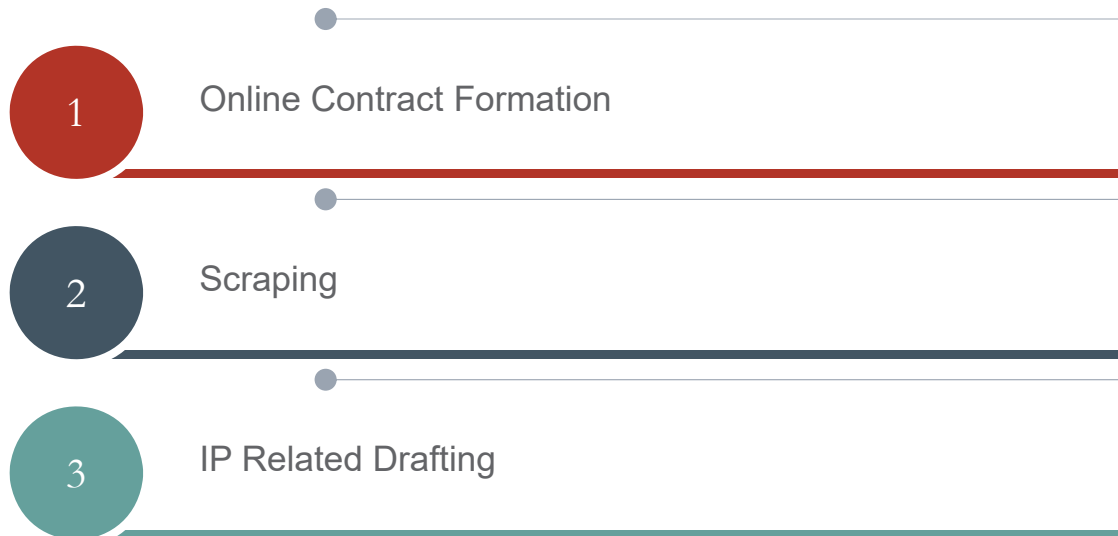 1
Online Contract Formation
2
Scraping
3
IP Related Drafting